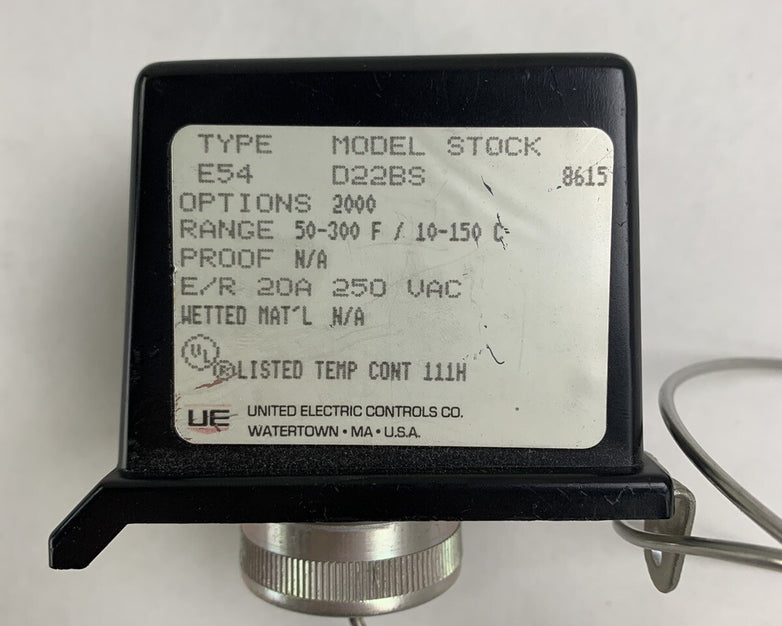 TYPE MODEL STOCK
E54 D22BS 8615
OPTIONS 2000
RANGE 50-300 F / 10-150 C
PROOF N/A
E/R 20A 250 VAC
WETTED MAT'L N/A
UL ® LISTED TEMP CONT 111H
UE UNITED ELECTRIC CONTROLS CO.
WATERTOWN • MA • U.S.A.